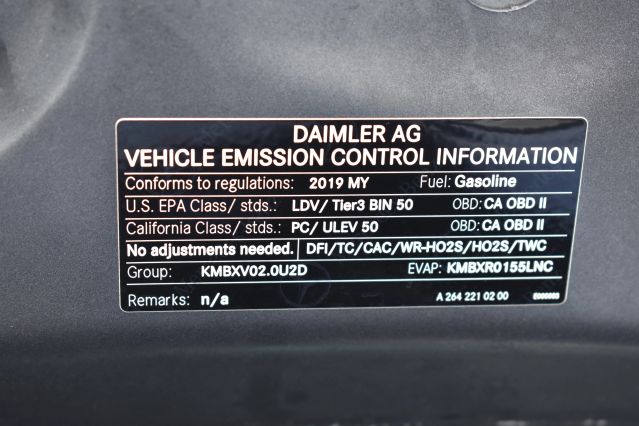 DAIMLER AG
VEHICLE EMISSION CONTROL INFORMATION
Conforms to regulations: 2019 MY Fuel: Gasoline
U.S. EPA Class/ stds.: LDV/ Tier3 BIN 50 OBD: CA OBD II
California Class/ stds.: PC/ ULEV 50 OBD: CA OBD II
No adjustments needed. DFI/TC/CAC/WR-HO2S/HO2S/TWC
Group: KMBXV02.0U2D EVAP: KMBXR0155LNC
Remarks: n/a A 264 221 02 00